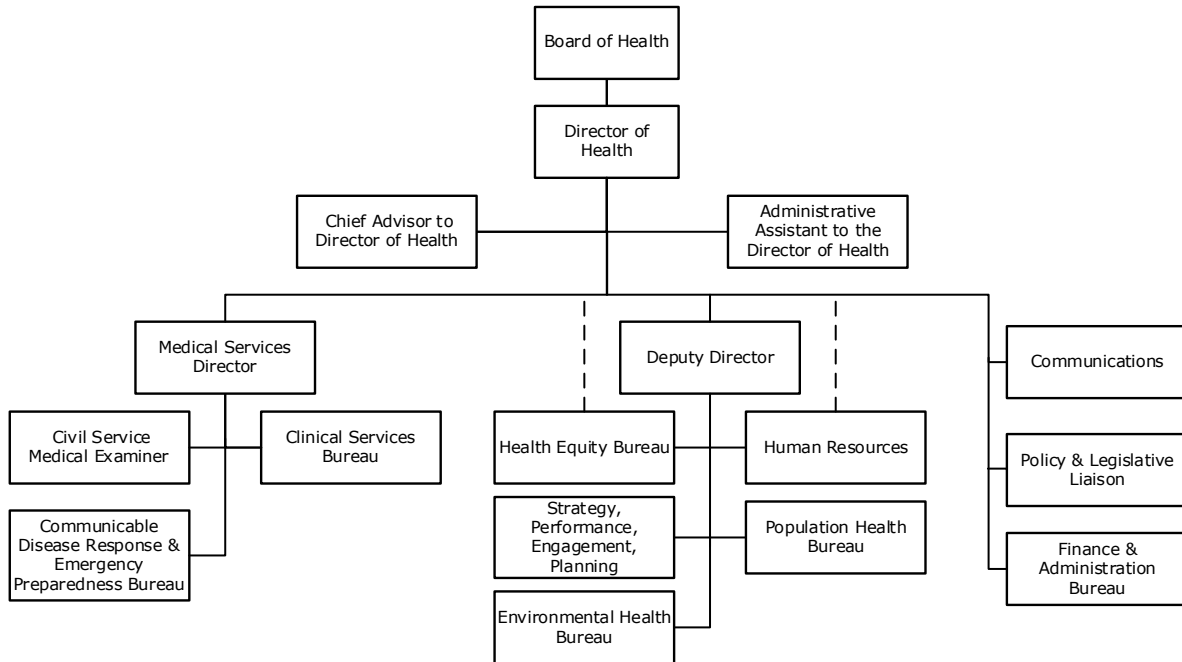 Board of Health
Director of
Health
Chief Advisor to
Director of Health
Administrative
Assistant to the
Director of Health
Medical Services
Director
Deputy Director
Communications
Civil Service
Medical Examiner
Clinical Services
Bureau
Health Equity Bureau
Human Resources
Policy & Legislative
Liaison
Communicable
Disease Response &
Emergency
Preparedness Bureau
Strategy,
Performance,
Engagement,
Planning
Population Health
Bureau
Finance &
Administration
Bureau
Environmental Health
Bureau